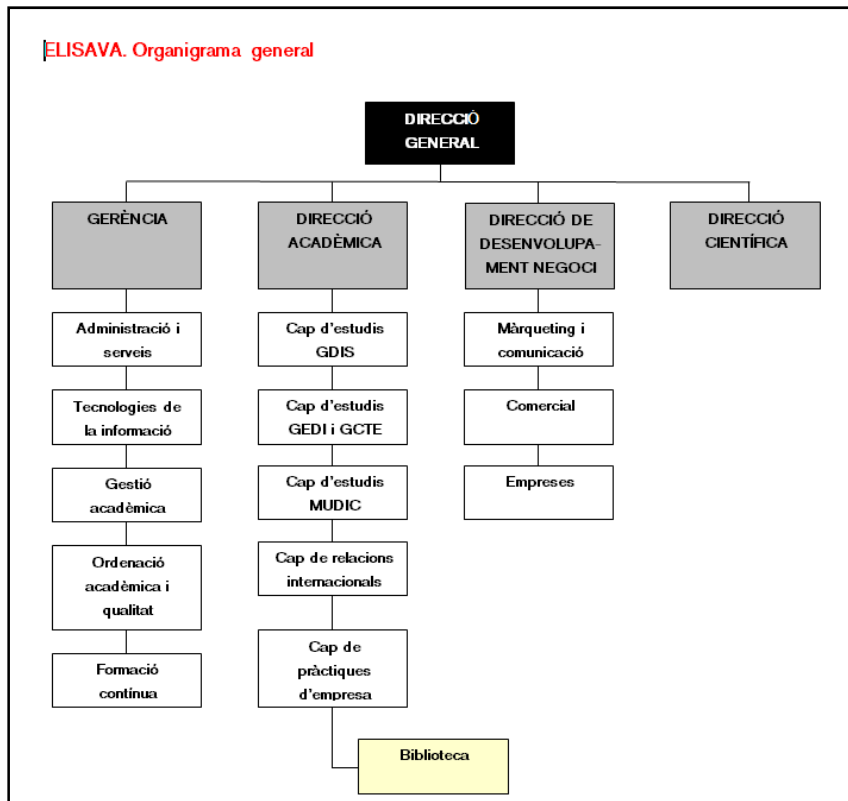 ELISAVA. Organigrama general
DIRECCIÓ
GENERAL
GERÈNCIA
DIRECCIÓ
ACADÈMICA
DIRECCIÓ DE
DESENVOLUPA-
MENT NEGOCI
DIRECCIÓ
CIENTÍFICA
Administració i
serveis
Cap d'estudis
GDIS
Màrqueting i
comunicació
Tecnologies de
la informació
Cap d'estudis
GEDI i GCTE
Comercial
Gestió
acadèmica
Cap d'estudis
MUDIC
Empreses
Ordenació
acadèmica i
qualitat
Cap de relacions
internacionals
Formació
contínua
Cap de
pràctiques
d'empresa
Biblioteca